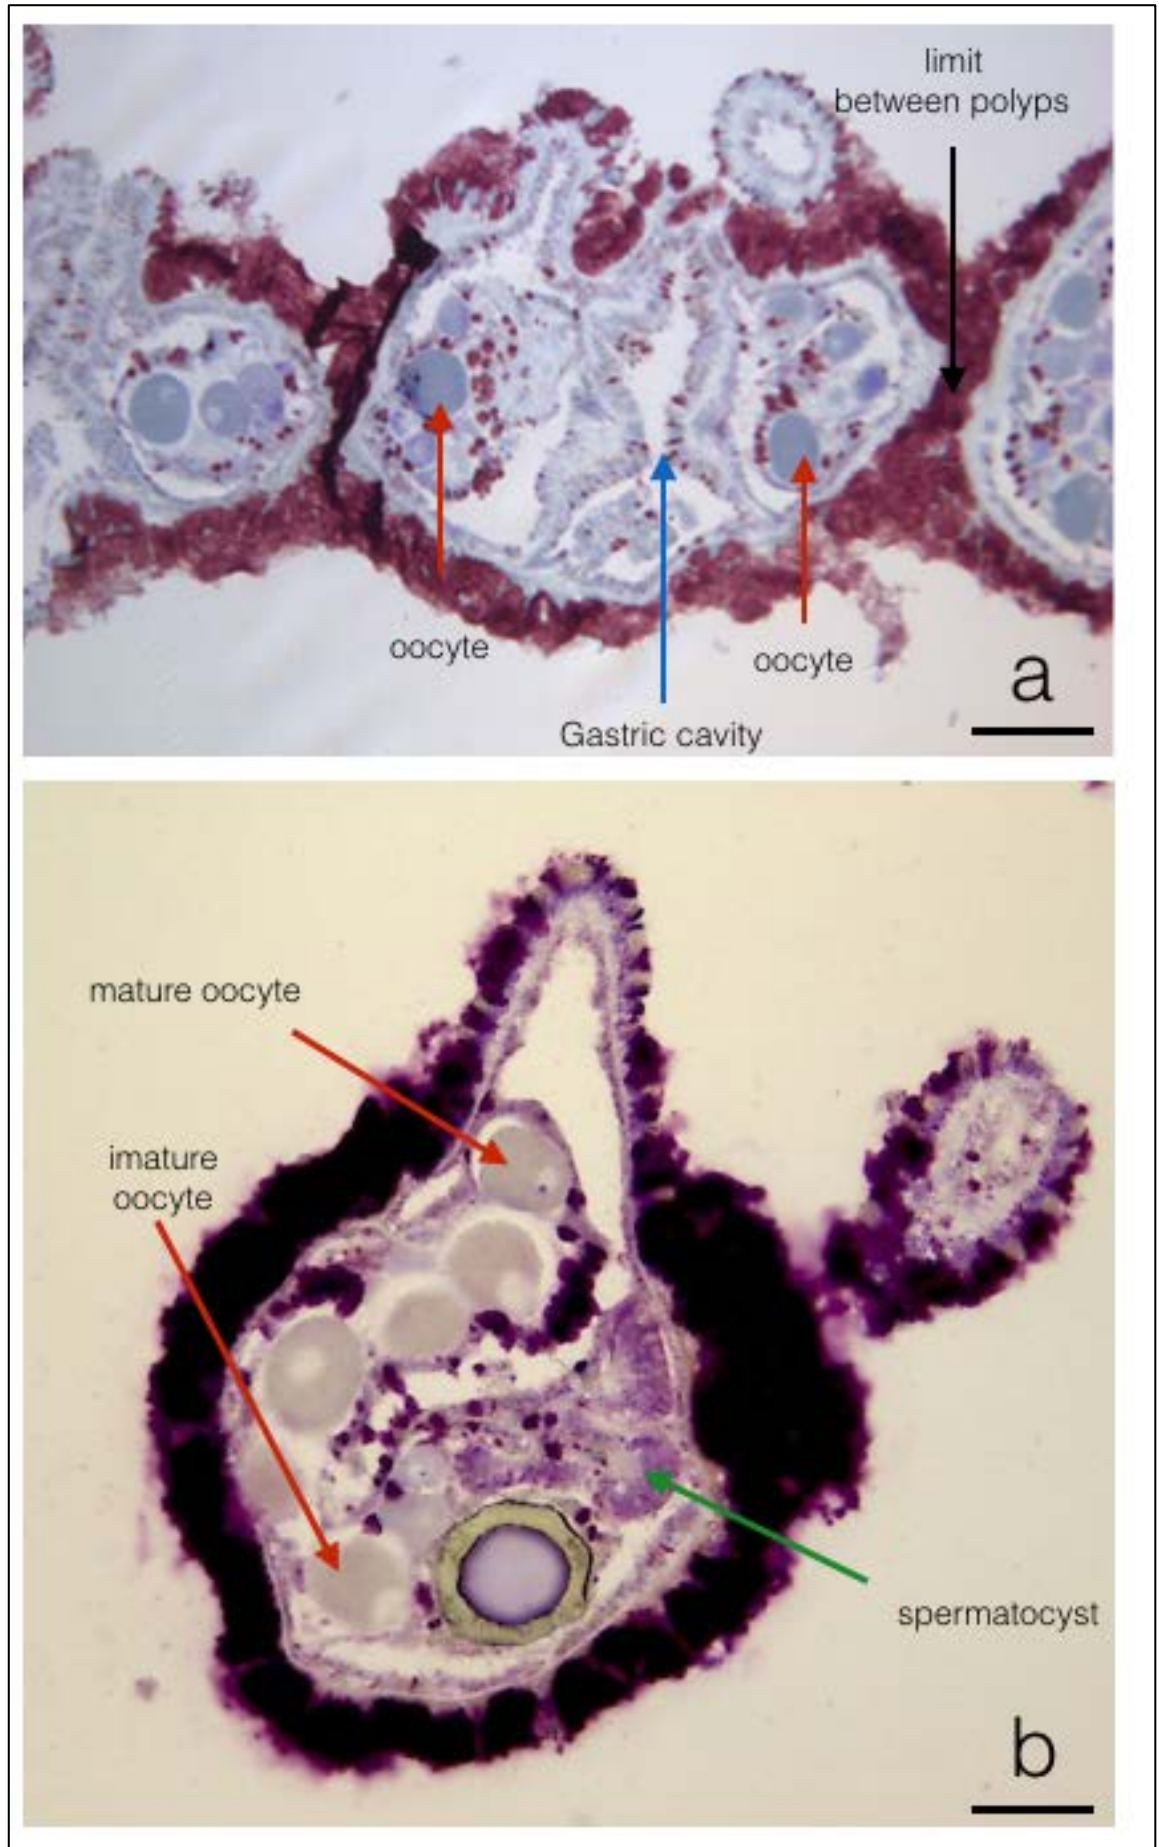 limit
between polyps
oocyte
oocyte
Gastric cavity
a
mature oocyte
imature
oocyte
spermatocyst
b